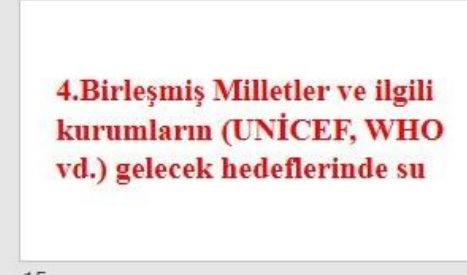 4.Birleşmiş Milletler ve ilgili
kurumların (UNİCEF, WHO
vd.) gelecek hedeflerinde su